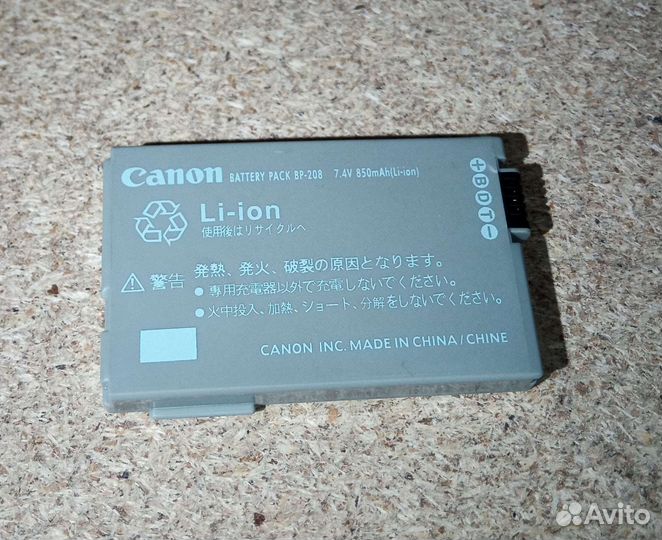 Canon BATTERY PACK BP-208 7.4V 850mAh(Li-ion)
+ B D T −
Li-ion
使用後はリサイクルへ
⚠警告 発熱、発火、破裂の原因となります。
• 専用充電器以外で充電しないでください。
• 火中投入、加熱、ショート、分解をしないでください。
CANON INC. MADE IN CHINA / CHINE
Avito